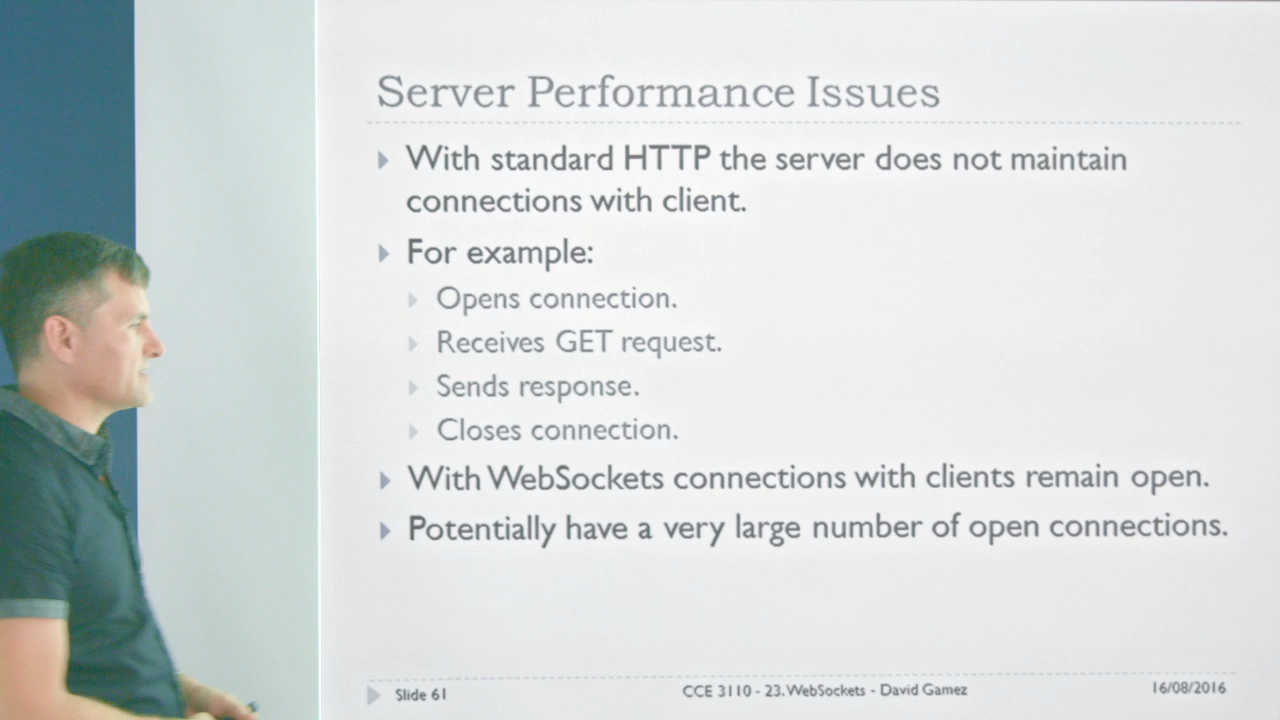 Server Performance Issues
With standard HTTP the server does not maintain
connections with client.
For example:
Opens connection.
Receives GET request.
Sends response.
Closes connection.
With WebSockets connections with clients remain open.
Potentially have a very large number of open connections.
Slide 61
CCE 3110 - 23. WebSockets - David Gamez
16/08/2016